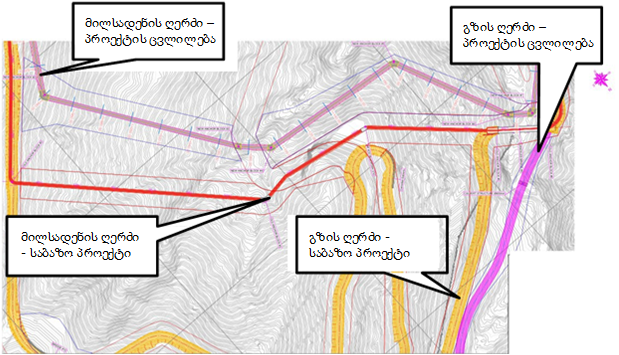 მილსადენის ღერძი –
პროექტის ცვლილება
გზის ღერძი –
პროექტის ცვლილება
მილსადენის ღერძი
- საბაზო პროექტი
გზის ღერძი -
საბაზო პროექტი